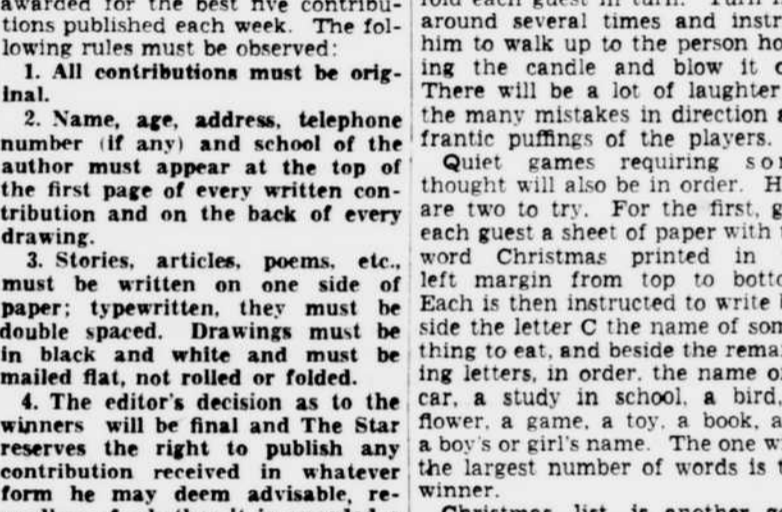 awarded for the best five contribu-
tions published each week. The fol-
lowing rules must be observed:
1. All contributions must be orig-
inal.
2. Name, age, address, telephone
number (if any) and school of the
author must appear at the top of
the first page of every written con-
tribution and on the back of every
drawing.
3. Stories, articles, poems, etc.,
must be written on one side of
paper; typewritten, they must be
double spaced. Drawings must be
in black and white and must be
mailed flat, not rolled or folded.
4. The editor's decision as to the
winners will be final and The Star
reserves the right to publish any
contribution received in whatever
form he may deem advisable, re-
fold each guest in turn. Turn
around several times and inst
him to walk up to the person ho
ing the candle and blow it
There will be a lot of laughter
the many mistakes in direction
frantic puffings of the players.
Quiet games requiring so
thought will also be in order. H
are two to try. For the first, g
each guest a sheet of paper with
word Christmas printed in
left margin from top to botto
Each is then instructed to write
side the letter C the name of som
thing to eat, and beside the rema
ing letters, in order, the name o
car, a study in school, a bird,
flower, a game, a toy, a book, a
a boy's or girl's name. The one w
the largest number of words is t
winner.
Christmas list is another